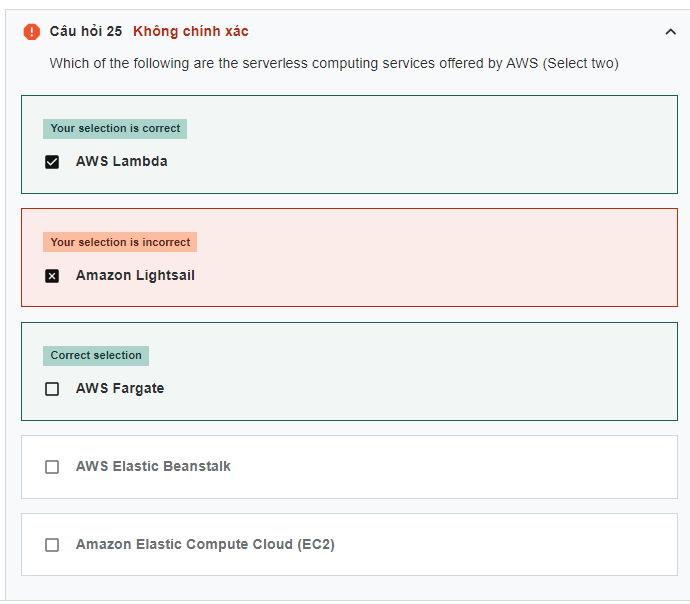 Câu hỏi 25 Không chính xác
Which of the following are the serverless computing services offered by AWS (Select two)
Your selection is correct
AWS Lambda
Your selection is incorrect
Amazon Lightsail
Correct selection
AWS Fargate
AWS Elastic Beanstalk
Amazon Elastic Compute Cloud (EC2)